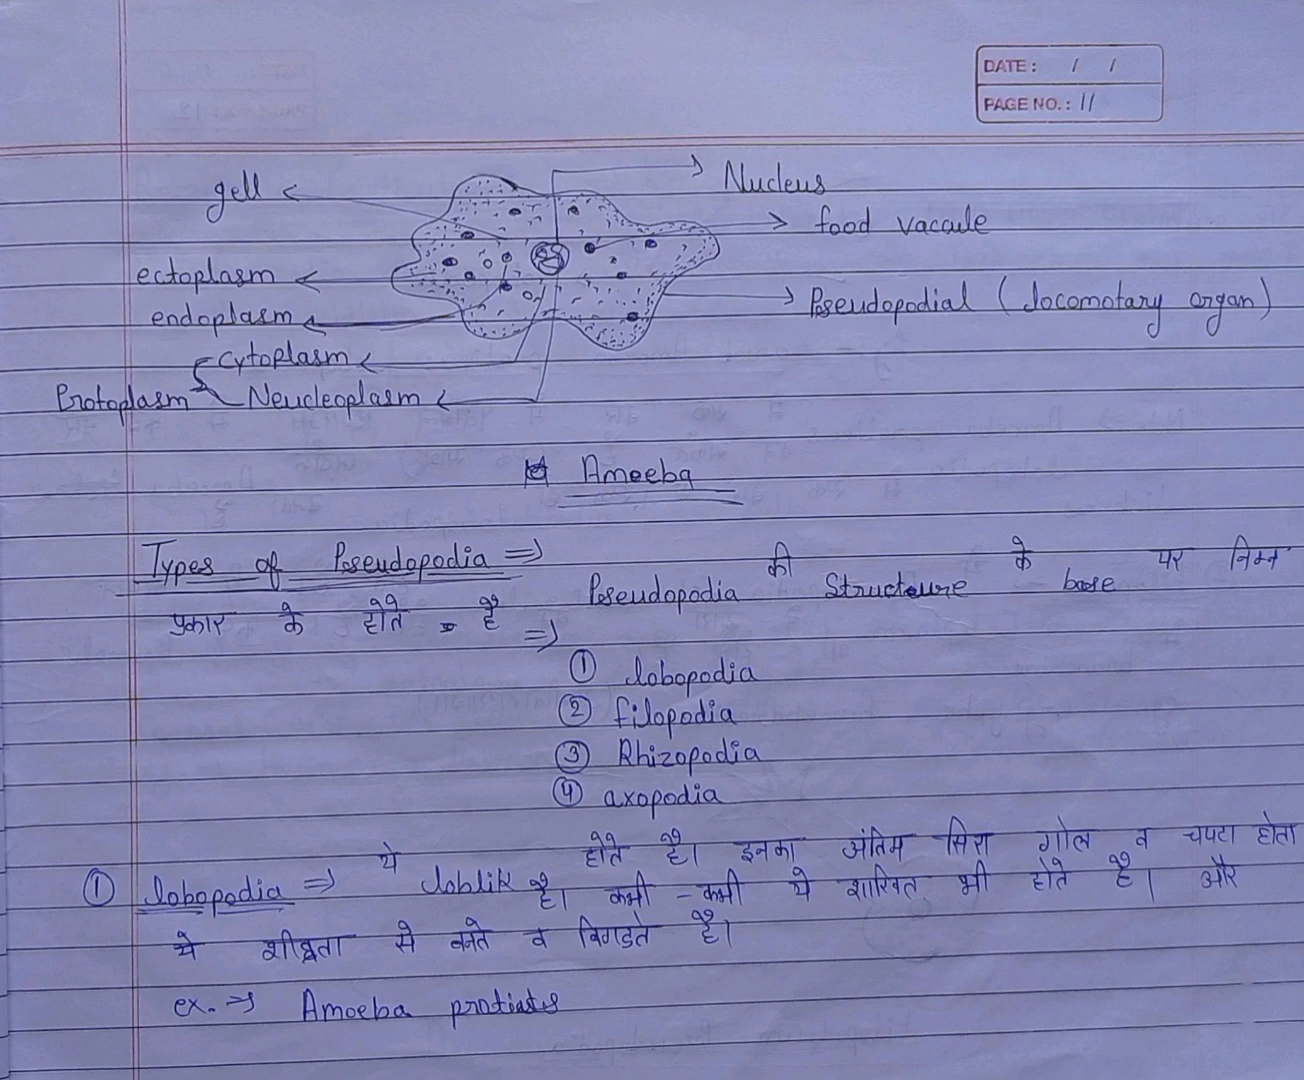 DATE: / /
PAGE NO.: 11
gell
Nucleus
food vacaule
ectoplasm
Pseudopodial (locomotary organ)
endoplasm
Cytoplasm
Protoplasm
Neucleoplasm
Amoeba
Types of Pseudopodia ⇒ Pseudopodia की Structure के base पर निम्न
प्रकार के होते है ⇒
① lobopodia
② filopodia
③ Rhizopodia
④ axopodia
① lobopodia ⇒ ये loblik होते है। इनका अंतिम सिरा गोल व चपटा होता
है। कभी - कभी ये शाखित भी होते है। और
ये शीघ्रता से बनते व बिगडते है।
ex. ⇒ Amoeba